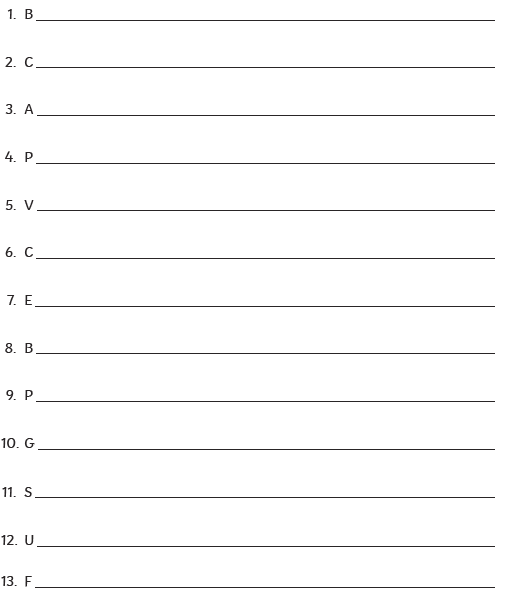 1. B
2. C
3. A
4. P
5. V
6. C
7. E
8. B
9. P
10. G
11. S
12. U
13. F